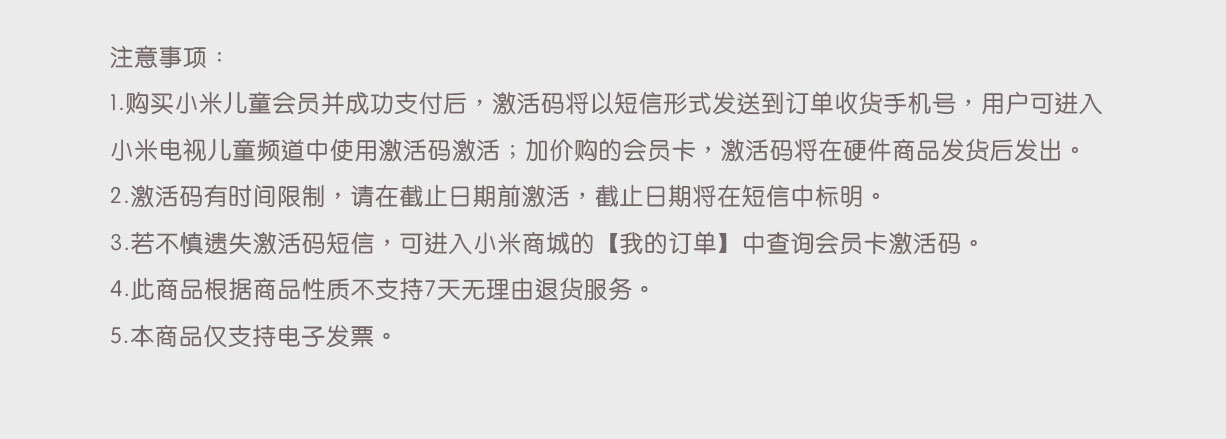 注意事项：
1.购买小米儿童会员并成功支付后，激活码将以短信形式发送到订单收货手机号，用户可进入
小米电视儿童频道中使用激活码激活；加价购的会员卡，激活码将在硬件商品发货后发出。
2.激活码有时间限制，请在截止日期前激活，截止日期将在短信中标明。
3.若不慎遗失激活码短信，可进入小米商城的【我的订单】中查询会员卡激活码。
4.此商品根据商品性质不支持7天无理由退货服务。
5.本商品仅支持电子发票。